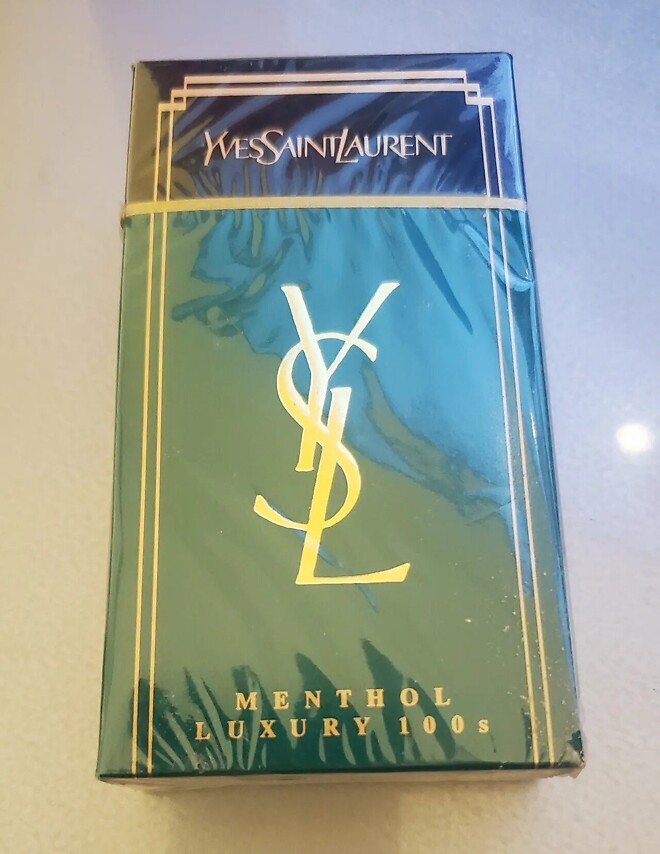 YVESSAINTLAURENT
YSL
MENTHOL
LUXURY 100s